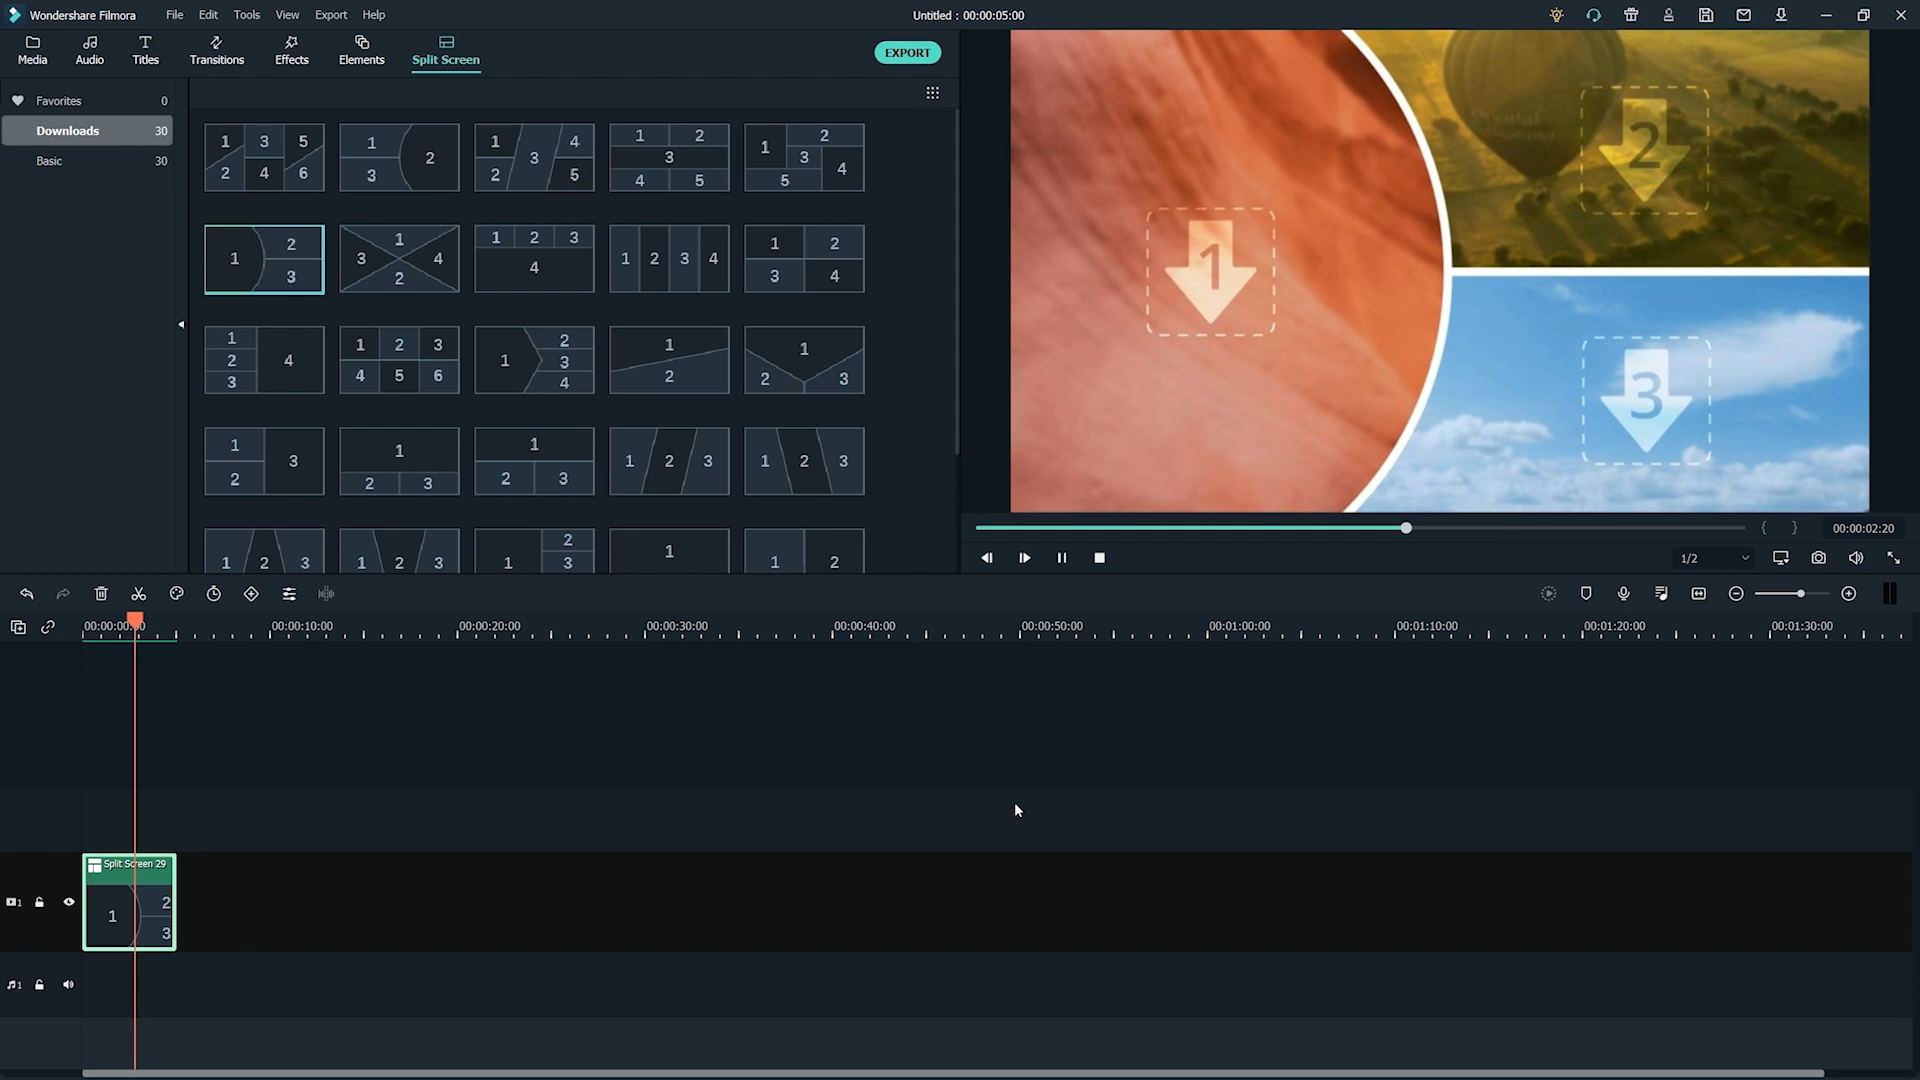 Wondershare Filmora File Edit Tools View Export Help Untitled : 00:00:05:00
Media Audio Titles Transitions Effects Elements Split Screen EXPORT
Favorites 0
Downloads 30
Basic 30
1 3 5 1 1 4 1 2 1 2
2 3 3 3
2 4 6 3 2 5 4 5 5 4
1 2 3 1 4 2 3 1 2 3 4 1 2 3 4 1 2 3 4
1 2 3 4 1 2 3 4 5 6 1 2 3 4 1 2 1 2 3
1 2 3 1 2 3 1 2 3 1 2 3 1 2 3
1 2 3 1 2 3 1 2 3 1 1 2
1
2
3
{ } 00:00:02:20
1/2
00:00:10:00 00:00:20:00 00:00:30:00 00:00:40:00 00:00:50:00 00:01:00:00 00:01:10:00 00:01:20:00 00:01:30:00
Split Screen 29
1 1 2
3
1